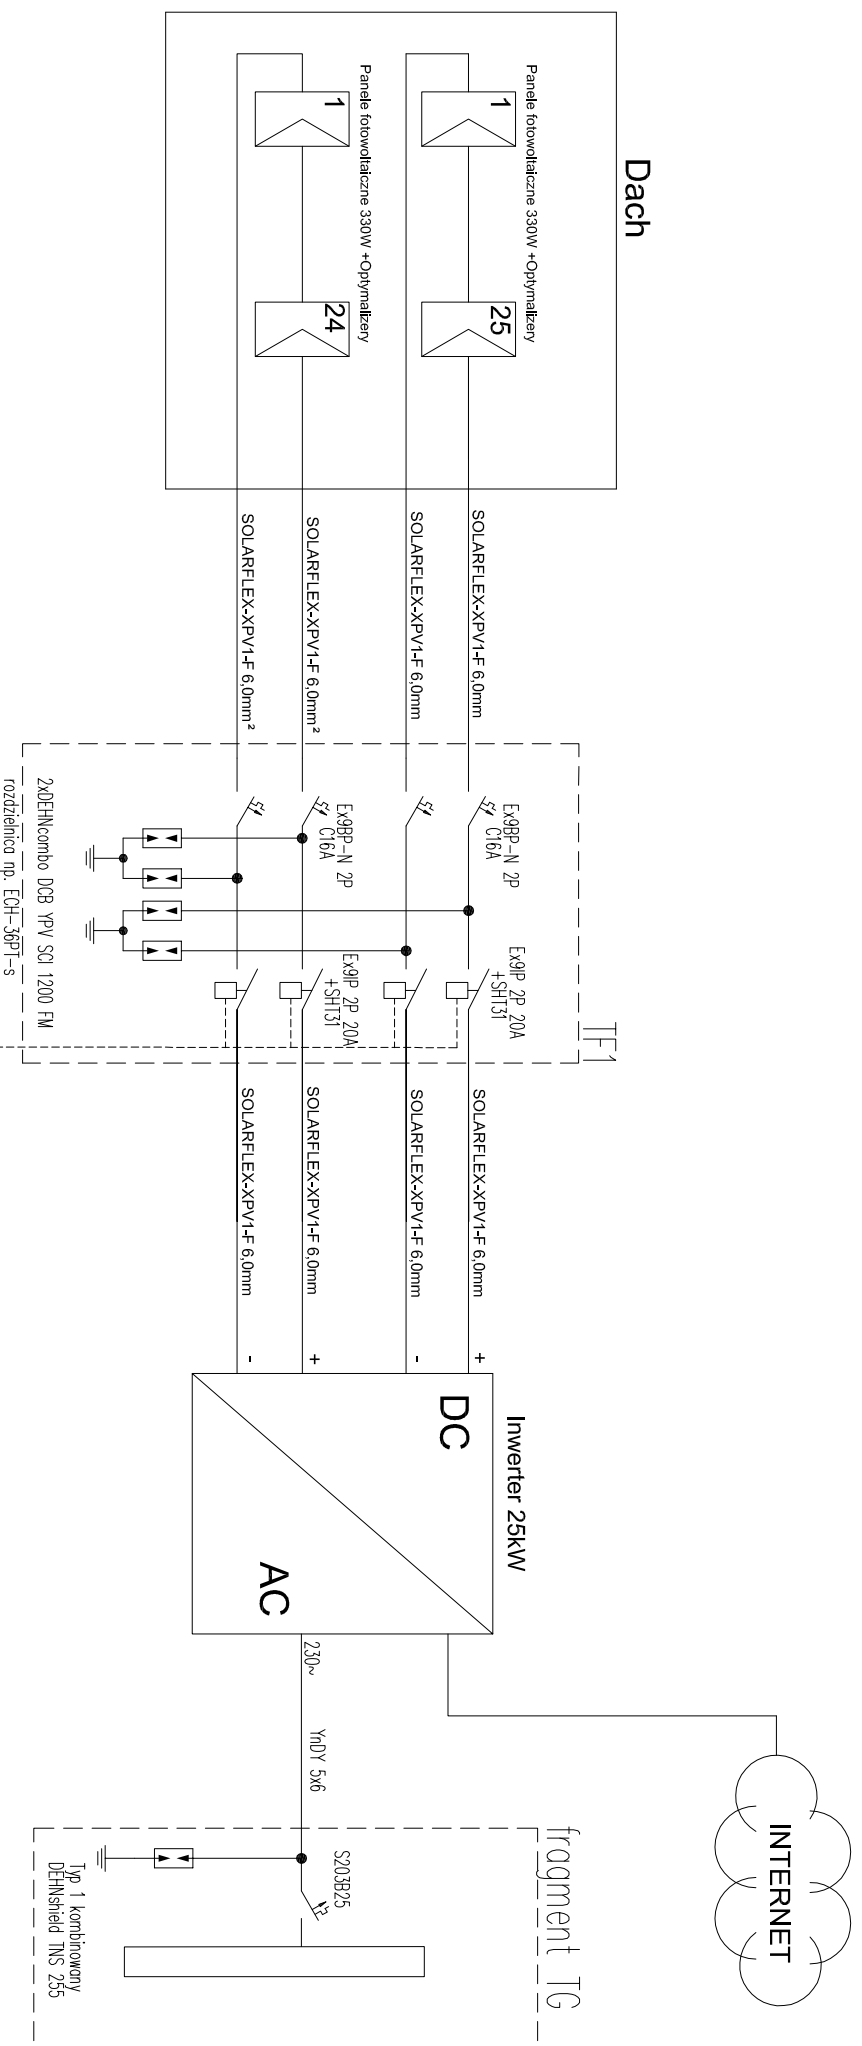 Dach
Panele fotowoltaiczne 330W +Optymalizery
1
25
Panele fotowoltaiczne 330W +Optymalizery
1
24
SOLARFLEX-XPV1-F 6,0mm
SOLARFLEX-XPV1-F 6,0mm
SOLARFLEX-XPV1-F 6,0mm²
SOLARFLEX-XPV1-F 6,0mm²
TF1
Ex9BP-N 2P
C16A
Ex9IP 2P 20A
+SHT31
Ex9BP-N 2P
C16A
Ex9IP 2P 20A
+SHT31
2xDEHNcombo DCB YPV SCI 1200 FM
rozdzielnica np. ECH-36PT-s
SOLARFLEX-XPV1-F 6,0mm
SOLARFLEX-XPV1-F 6,0mm
SOLARFLEX-XPV1-F 6,0mm
SOLARFLEX-XPV1-F 6,0mm
+
-
+
-
Inwerter 25kW
DC
AC
230~
YnDY 5x6
INTERNET
fragment TG
S203B25
Typ 1 kombinowany
DEHNshield TNS 255